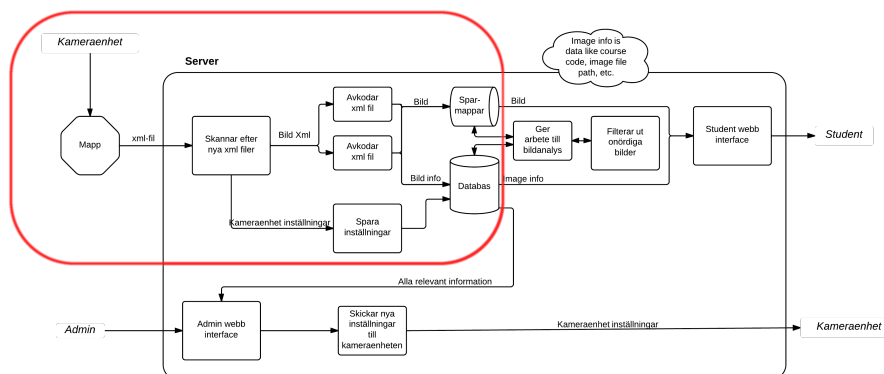 Kameraenhet
Server
Image info is
data like course
code, image file
path, etc.
Mapp
xml-fil
Skannar efter
nya xml filer
Bild Xml
Avkodar
xml fil
Avkodar
xml fil
Bild
Bild info
Spar-
mappar
Bild
Ger
arbete till
bildanalys
Filtrerar ut
onördiga
bilder
Student webb
interface
Student
Databas
Image info
Kameraenhet inställningar
Spara
inställningar
Alla relevant information
Admin
Admin webb
interface
Skickar nya
inställningar
till
kameraenheten
Kameraenhet inställningar
Kameraenhet